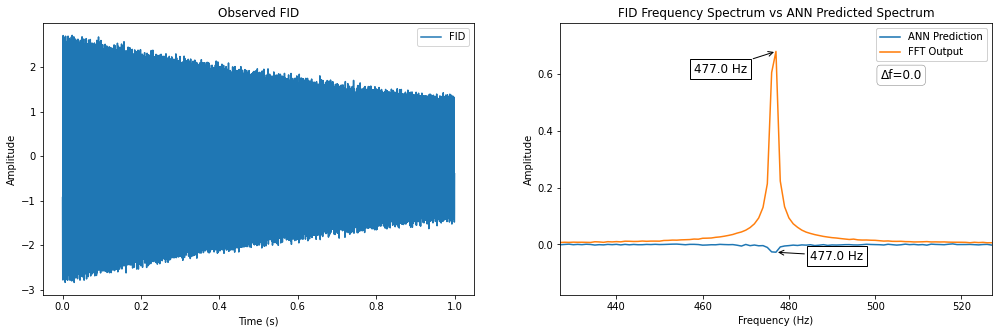 Observed FID
FID
Amplitude
2
1
0
−1
−2
−3
0.0 0.2 0.4 0.6 0.8 1.0
Time (s)
FID Frequency Spectrum vs ANN Predicted Spectrum
ANN Prediction
FFT Output
Δf=0.0
477.0 Hz
477.0 Hz
Amplitude
0.6
0.4
0.2
0.0
440 460 480 500 520
Frequency (Hz)